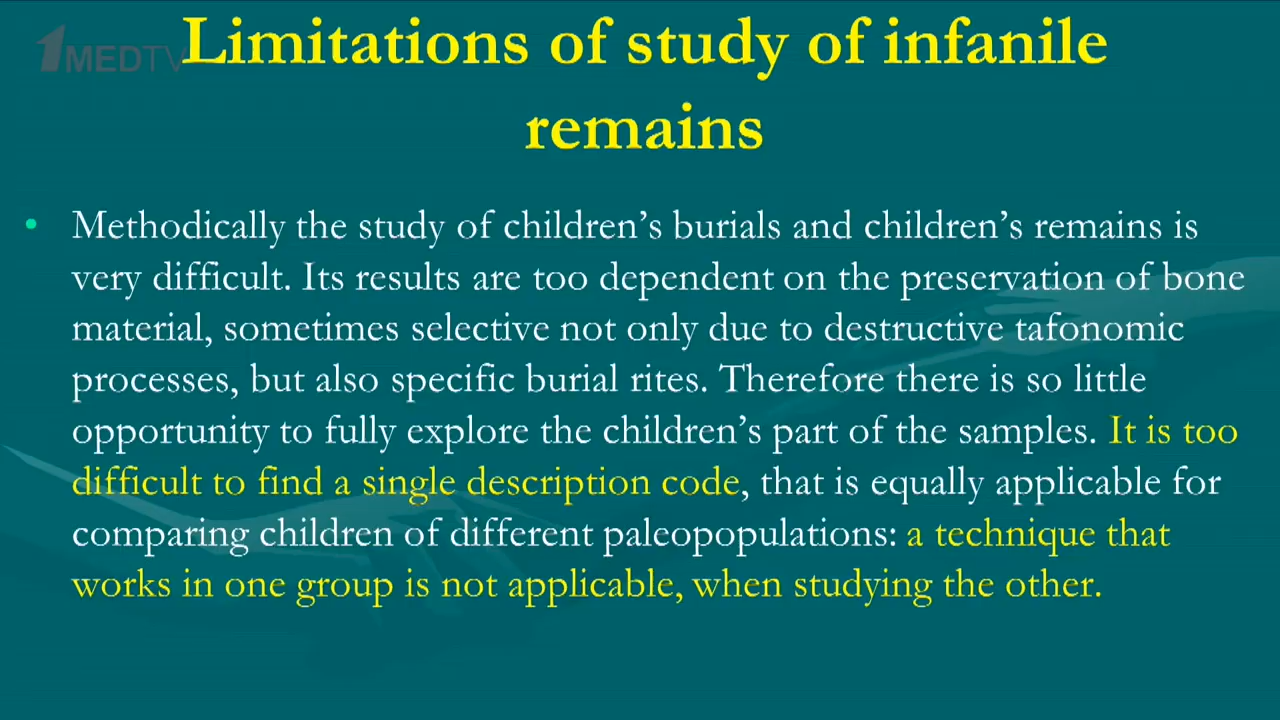 1MEDTV
Limitations of study of infanile
remains
• Methodically the study of children’s burials and children’s remains is
very difficult. Its results are too dependent on the preservation of bone
material, sometimes selective not only due to destructive tafonomic
processes, but also specific burial rites. Therefore there is so little
opportunity to fully explore the children’s part of the samples. It is too
difficult to find a single description code, that is equally applicable for
comparing children of different paleopopulations: a technique that
works in one group is not applicable, when studying the other.